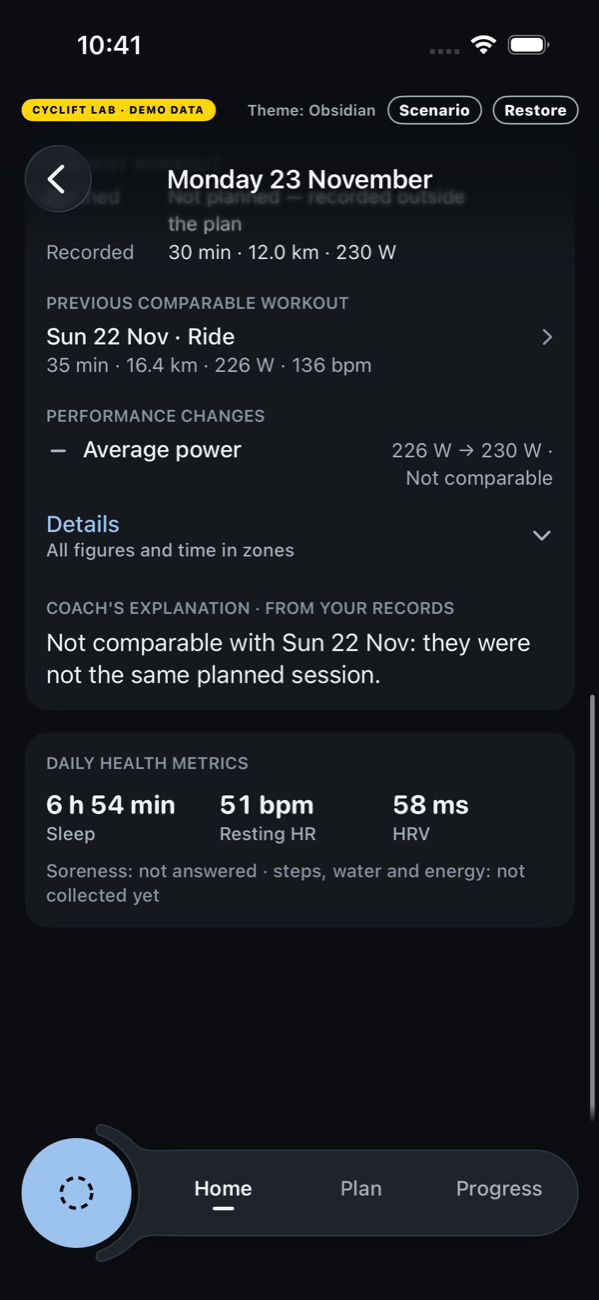 10:41
CYCLIFT LAB · DEMO DATA
Theme: Obsidian
Scenario
Restore
Monday 23 November
Not planned — recorded outside
the plan
Recorded
30 min · 12.0 km · 230 W
PREVIOUS COMPARABLE WORKOUT
Sun 22 Nov · Ride
35 min · 16.4 km · 226 W · 136 bpm
PERFORMANCE CHANGES
– Average power
226 W → 230 W ·
Not comparable
Details
All figures and time in zones
COACH'S EXPLANATION · FROM YOUR RECORDS
Not comparable with Sun 22 Nov: they were
not the same planned session.
DAILY HEALTH METRICS
6 h 54 min
Sleep
51 bpm
Resting HR
58 ms
HRV
Soreness: not answered · steps, water and energy: not
collected yet
Home
Plan
Progress